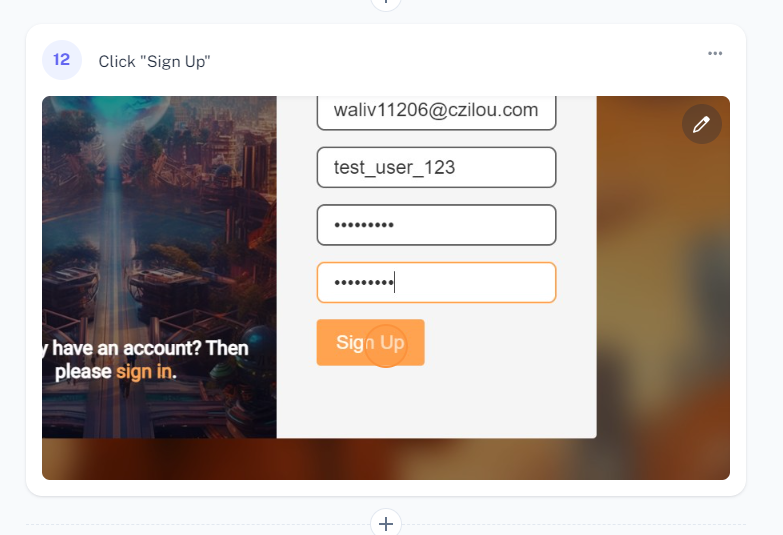 12
Click "Sign Up"
waliv11206@czilou.com
test_user_123
•••••••••
•••••••••
Sign Up
y have an account? Then
please sign in.